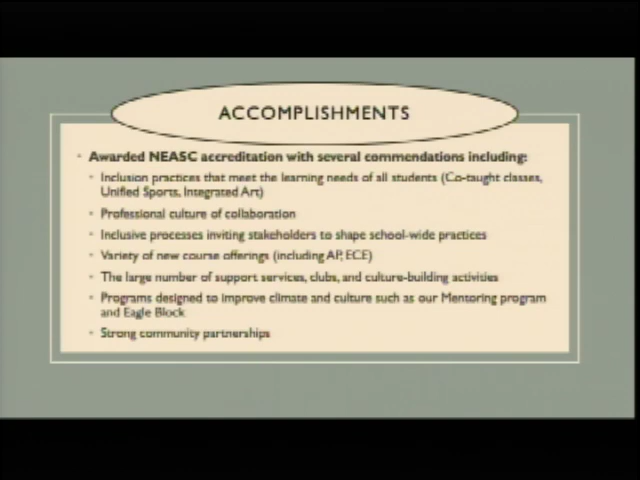 ACCOMPLISHMENTS
• Awarded NEASC accreditation with several commendations including:
• Inclusion practices that meet the learning needs of all students (Co-taught classes,
Unified Sports, Integrated Art)
• Professional culture of collaboration
• Inclusive processes inviting stakeholders to shape school-wide practices
• Variety of new course offerings (including AP, ECE)
• The large number of support services, clubs, and culture-building activities
• Programs designed to improve climate and culture such as our Mentoring program
and Eagle Block
• Strong community partnerships